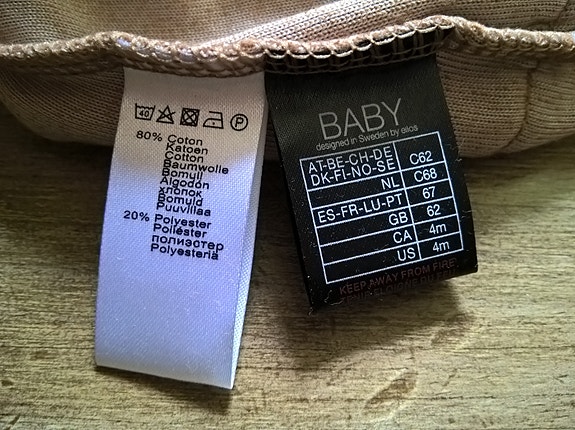 40
P
80% Coton
Katoen
Cotton
Baumwolle
Bomull
Algodón
хлопок
Bomuld
Puuvillaa
20% Polyester
Poliéster
полиэстер
Polyesteria
BABY
designed in Sweden by ellos
AT-BE-CH-DE
DK-FI-NO-SE C62
NL C68
ES-FR-LU-PT 67
GB 62
CA 4m
US 4m
KEEP AWAY FROM FIRE